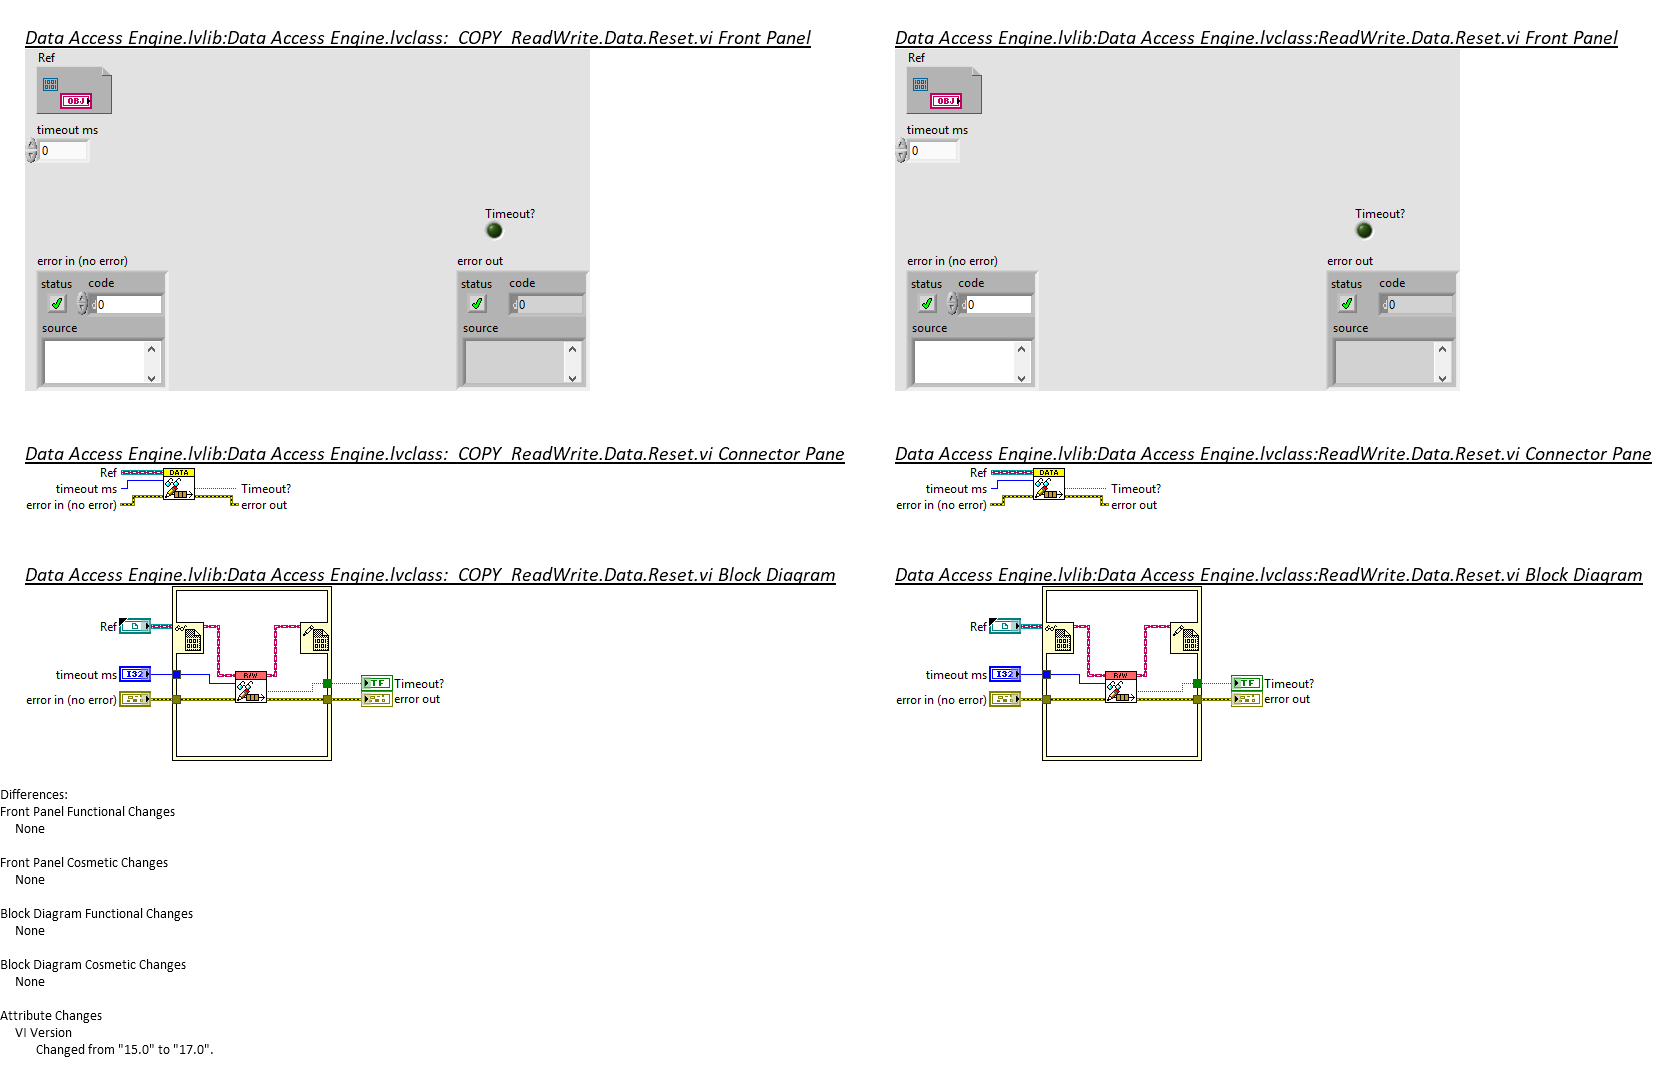 Data Access Engine.lvlib:Data Access Engine.lvclass:_COPY_ReadWrite.Data.Reset.vi Front Panel
Ref
OBJ
timeout ms
0
Timeout?
error in (no error)
status code
d0
source
error out
status code
d0
source
Data Access Engine.lvlib:Data Access Engine.lvclass:ReadWrite.Data.Reset.vi Front Panel
Ref
OBJ
timeout ms
0
Timeout?
error in (no error)
status code
d0
source
error out
status code
d0
source
Data Access Engine.lvlib:Data Access Engine.lvclass:_COPY_ReadWrite.Data.Reset.vi Connector Pane
Ref
DATA
timeout ms
Timeout?
error in (no error)
error out
Data Access Engine.lvlib:Data Access Engine.lvclass:ReadWrite.Data.Reset.vi Connector Pane
Ref
DATA
timeout ms
Timeout?
error in (no error)
error out
Data Access Engine.lvlib:Data Access Engine.lvclass:_COPY_ReadWrite.Data.Reset.vi Block Diagram
Ref
timeout ms
I32
R/W
TF
Timeout?
error in (no error)
error out
Data Access Engine.lvlib:Data Access Engine.lvclass:ReadWrite.Data.Reset.vi Block Diagram
Ref
timeout ms
I32
R/W
TF
Timeout?
error in (no error)
error out
Differences:
Front Panel Functional Changes
None
Front Panel Cosmetic Changes
None
Block Diagram Functional Changes
None
Block Diagram Cosmetic Changes
None
Attribute Changes
VI Version
Changed from "15.0" to "17.0".